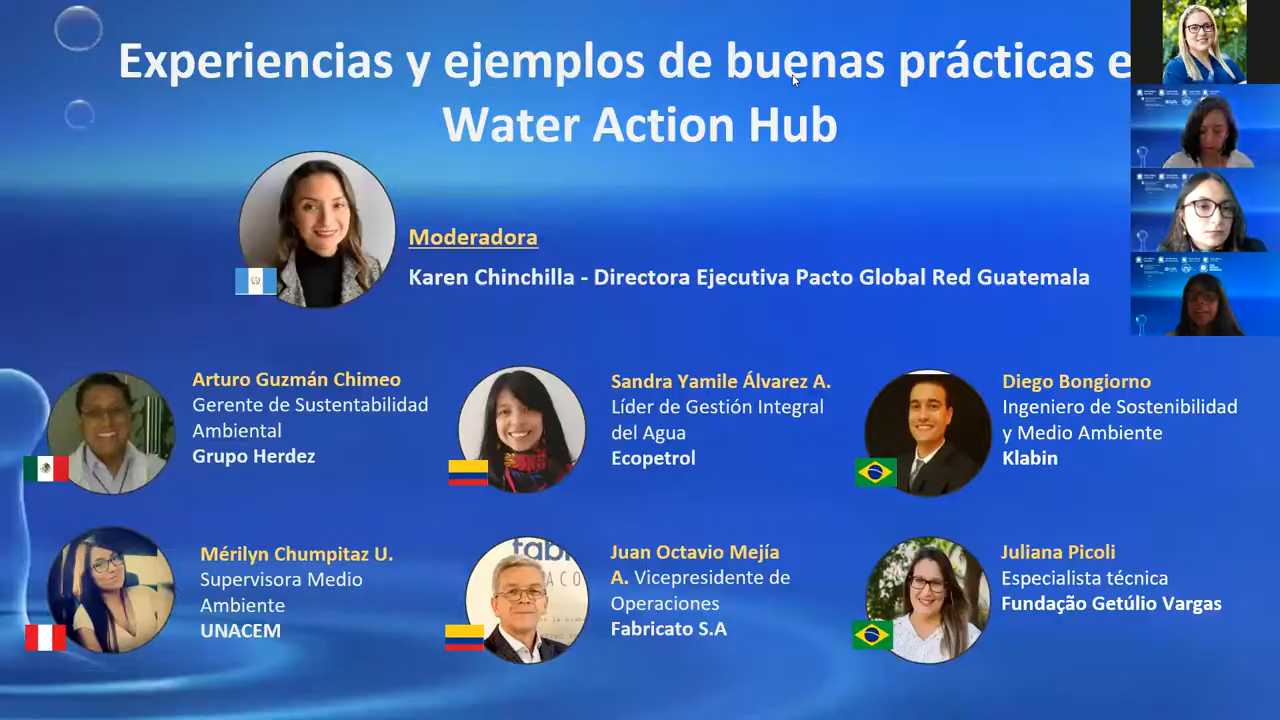 Experiencias y ejemplos de buenas prácticas e
Water Action Hub
Moderadora
Karen Chinchilla - Directora Ejecutiva Pacto Global Red Guatemala
Arturo Guzmán Chimeo
Gerente de Sustentabilidad
Ambiental
Grupo Herdez
Sandra Yamile Álvarez A.
Líder de Gestión Integral
del Agua
Ecopetrol
Diego Bongiorno
Ingeniero de Sostenibilidad
y Medio Ambiente
Klabin
Mérilyn Chumpitaz U.
Supervisora Medio
Ambiente
UNACEM
Juan Octavio Mejía
A. Vicepresidente de
Operaciones
Fabricato S.A
Juliana Picoli
Especialista técnica
Fundação Getúlio Vargas